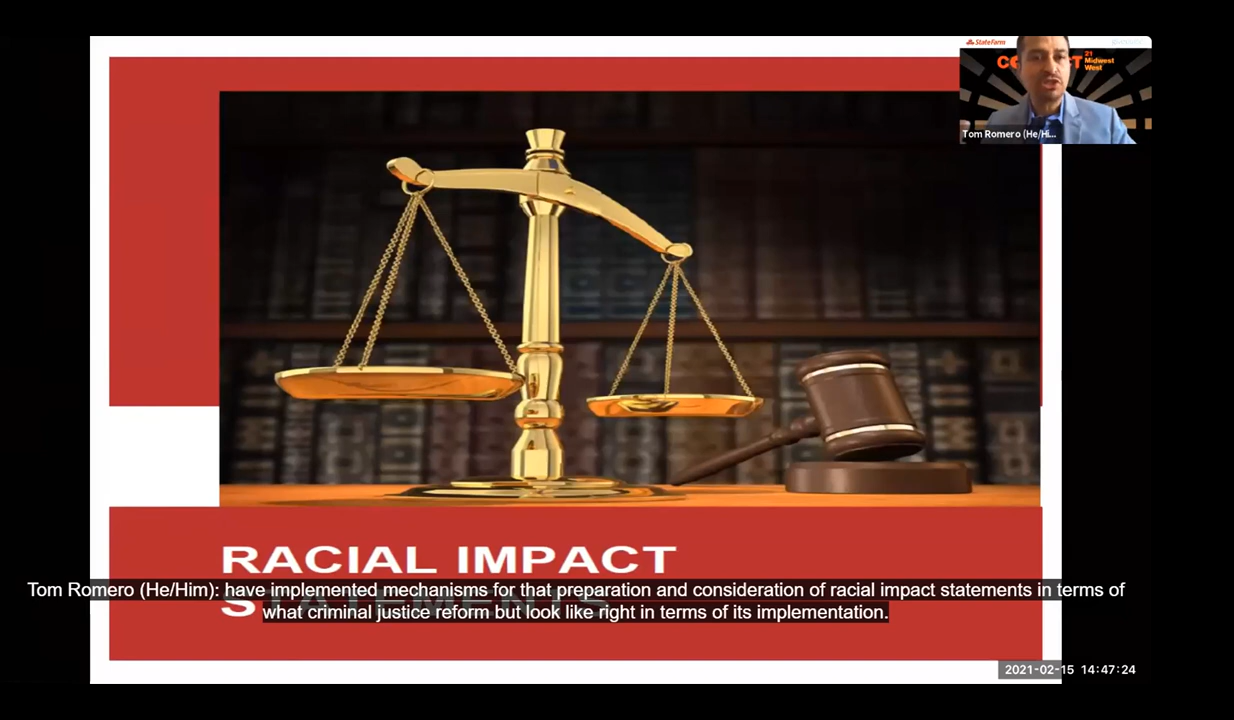 StateFarm
21
Midwest
West
Tom Romero (He/Hi...
RACIAL IMPACT
Tom Romero (He/Him): have implemented mechanisms for that preparation and consideration of racial impact statements in terms of
what criminal justice reform but look like right in terms of its implementation.
2021-02-15 14:47:24